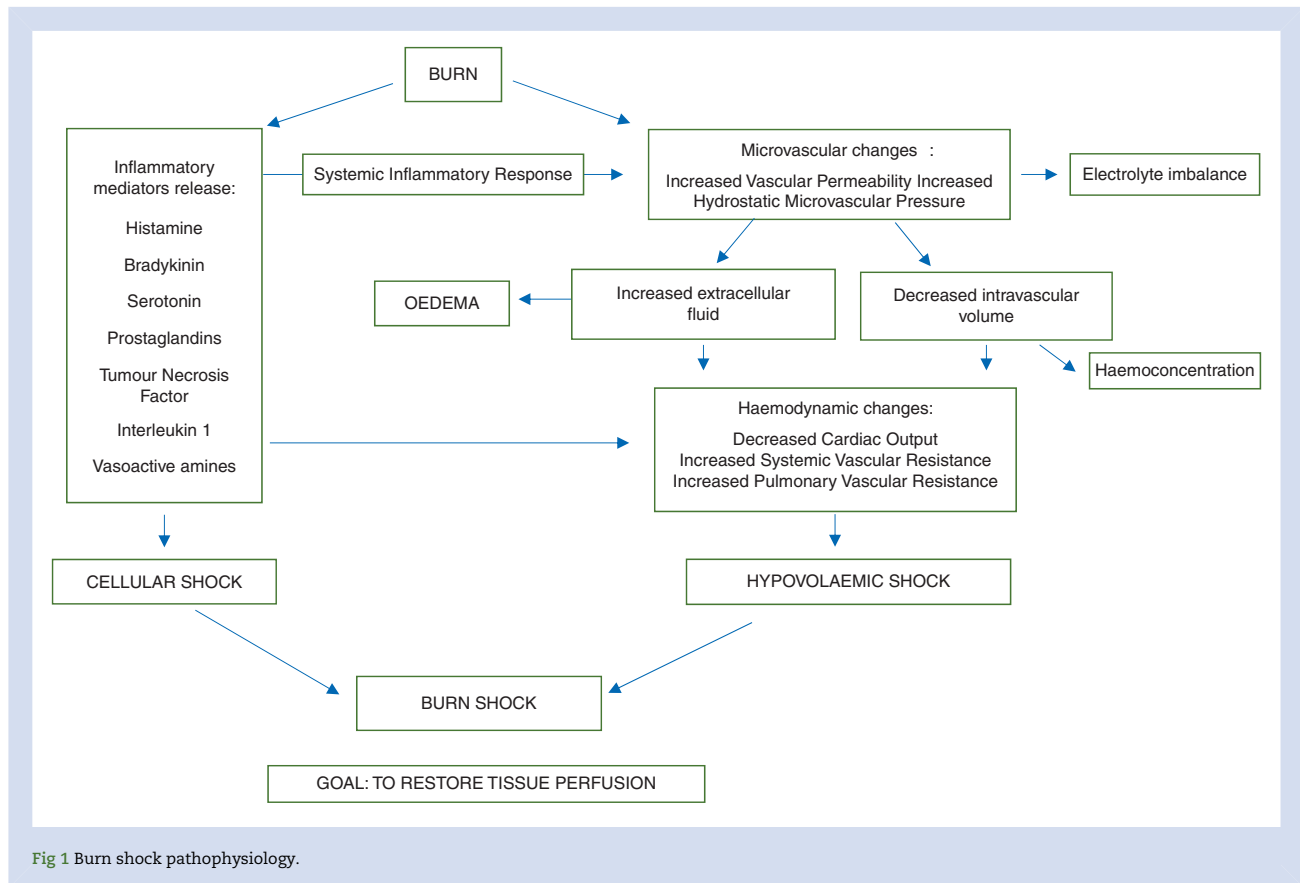 BURN
Inflammatory
mediators release:
Histamine
Bradykinin
Serotonin
Prostaglandins
Tumour Necrosis
Factor
Interleukin 1
Vasoactive amines
Systemic Inflammatory Response
Microvascular changes :
Increased Vascular Permeability Increased
Hydrostatic Microvascular Pressure
Electrolyte imbalance
OEDEMA
Increased extracellular
fluid
Decreased intravascular
volume
Haemoconcentration
Haemodynamic changes:
Decreased Cardiac Output
Increased Systemic Vascular Resistance
Increased Pulmonary Vascular Resistance
CELLULAR SHOCK
HYPOVOLAEMIC SHOCK
BURN SHOCK
GOAL: TO RESTORE TISSUE PERFUSION
Fig 1 Burn shock pathophysiology.